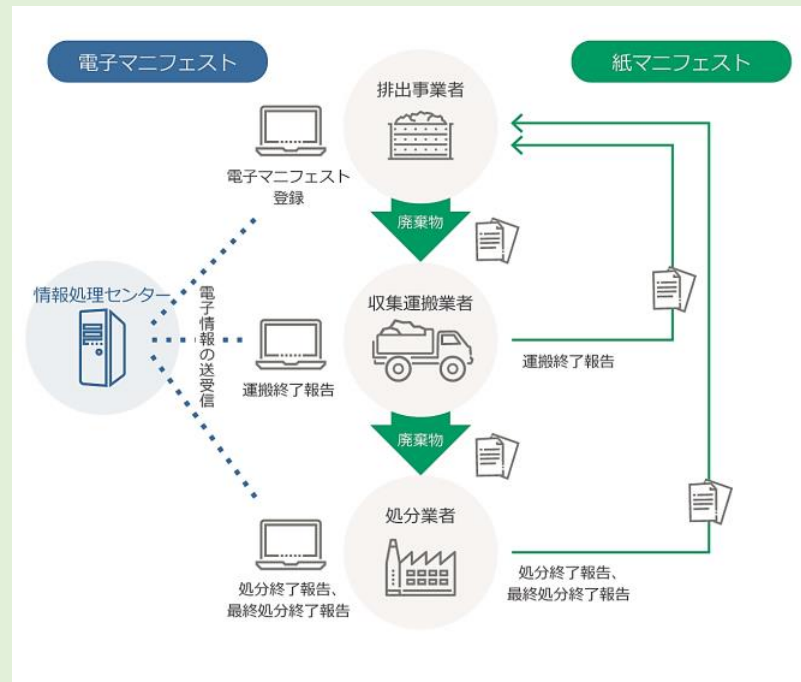 電子マニフェスト
紙マニフェスト
排出事業者
電子マニフェスト
登録
廃棄物
情報処理センター
電子情報の送受信
収集運搬業者
運搬終了報告
運搬終了報告
廃棄物
処分業者
処分終了報告、
最終処分終了報告
処分終了報告、
最終処分終了報告